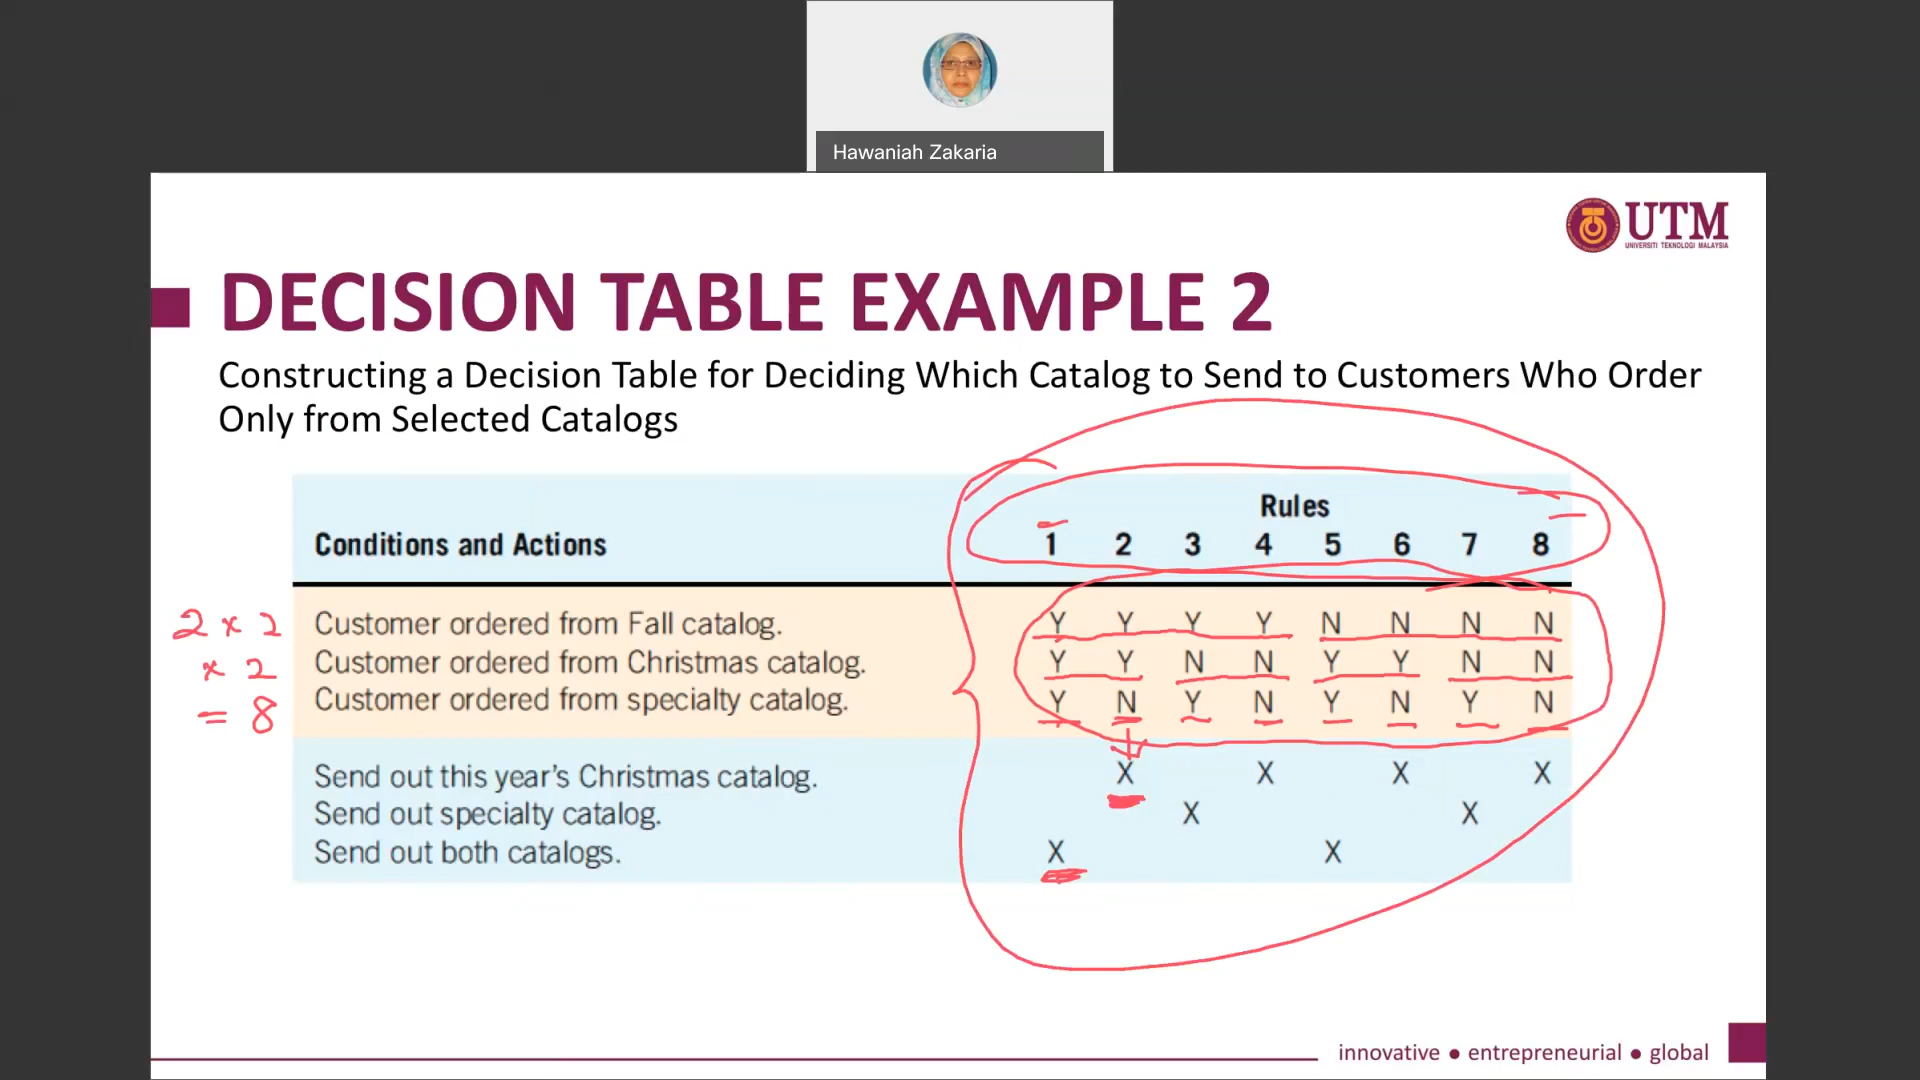 Hawaniah Zakaria
UTM
UNIVERSITI TEKNOLOGI MALAYSIA
DECISION TABLE EXAMPLE 2
Constructing a Decision Table for Deciding Which Catalog to Send to Customers Who Order
Only from Selected Catalogs
Rules
Conditions and Actions 1 2 3 4 5 6 7 8
2 x 2 Customer ordered from Fall catalog. Y Y Y Y N N N N
x 2 Customer ordered from Christmas catalog. Y Y N N Y Y N N
= 8 Customer ordered from specialty catalog. Y N Y N Y N Y N
Send out this year's Christmas catalog. X X X X
Send out specialty catalog. X X
Send out both catalogs. X X
innovative ● entrepreneurial ● global